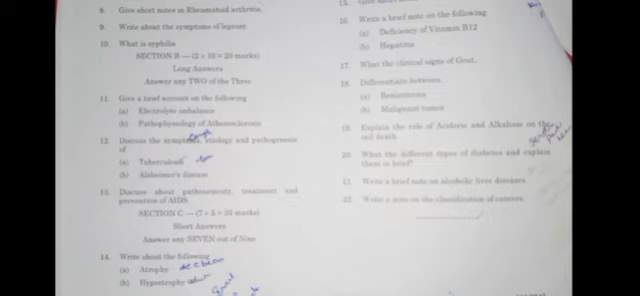 8. Give short notes in Rheumatoid arthritis.
9. Write about the symptoms of leprosy.
10. What is syphilis
SECTION B — (2 × 10 = 20 marks)
Long Answers
Answer any TWO of the Three
11. Give a brief account on the following
(a) Electrolyte imbalance
(b) Pathophysiology of Atherosclerosis
12. Discuss the symptoms, etiology and pathogenesis
of
(a) Tuberculosis
(b) Alzheimer's disease
13. Discuss about pathogenesis, treatment and
prevention of AIDS.
SECTION C — (7 × 5 = 35 marks)
Short Answers
Answer any SEVEN out of Nine
14. Write about the following
(a) Atrophy
(b) Hypertrophy
15.
16. Write a brief note on the following
(a) Deficiency of Vitamin B12
(b) Hepatitis
17. What the clinical signs of Gout.
18. Differentiate between
(a)
(b) Malignant tumor
19. Explain the role of Acidosis and Alkalosis on the
cell death
20. What the different types of diabetes and explain
them in brief?
21. Write a brief note on alcoholic liver diseases.
22. Write a note on the classification of cancers.